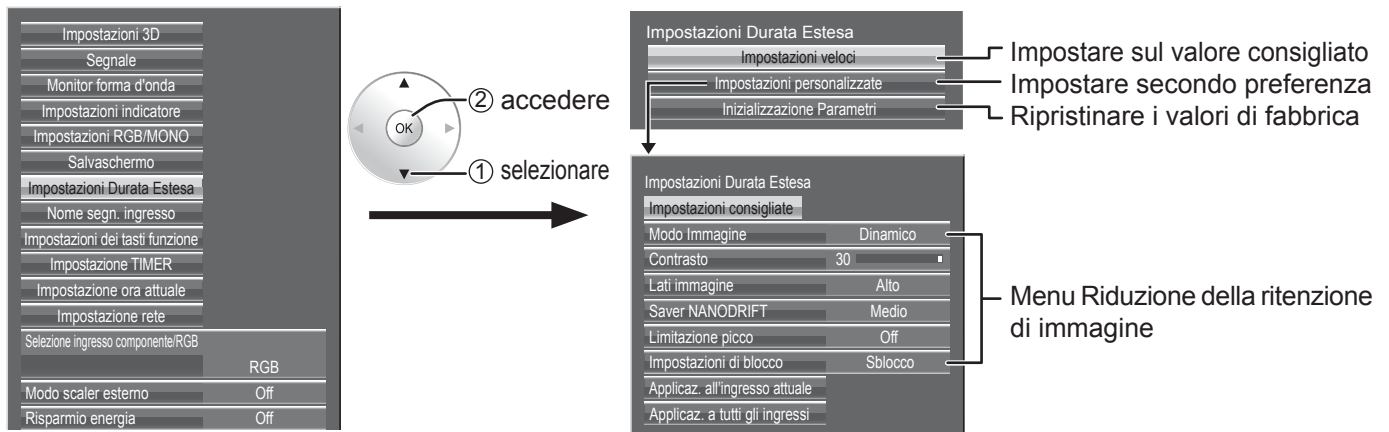 Impostazioni 3D
Segnale
Monitor forma d'onda
Impostazioni indicatore
Impostazioni RGB/MONO
Salvaschermo
Impostazioni Durata Estesa
Nome segn. ingresso
Impostazioni dei tasti funzione
Impostazione TIMER
Impostazione ora attuale
Impostazione rete
Selezione ingresso componente/RGB
RGB
Modo scaler esterno Off
Risparmio energia Off
② accedere
OK
① selezionare
Impostazioni Durata Estesa
Impostazioni veloci
Impostazioni personalizzate
Inizializzazione Parametri
Impostare sul valore consigliato
Impostare secondo preferenza
Ripristinare i valori di fabbrica
Impostazioni Durata Estesa
Impostazioni consigliate
Modo Immagine Dinamico
Contrasto 30
Lati immagine Alto
Saver NANODRIFT Medio
Limitazione picco Off
Impostazioni di blocco Sblocco
Applicaz. all'ingresso attuale
Applicaz. a tutti gli ingressi
Menu Riduzione della ritenzione
di immagine